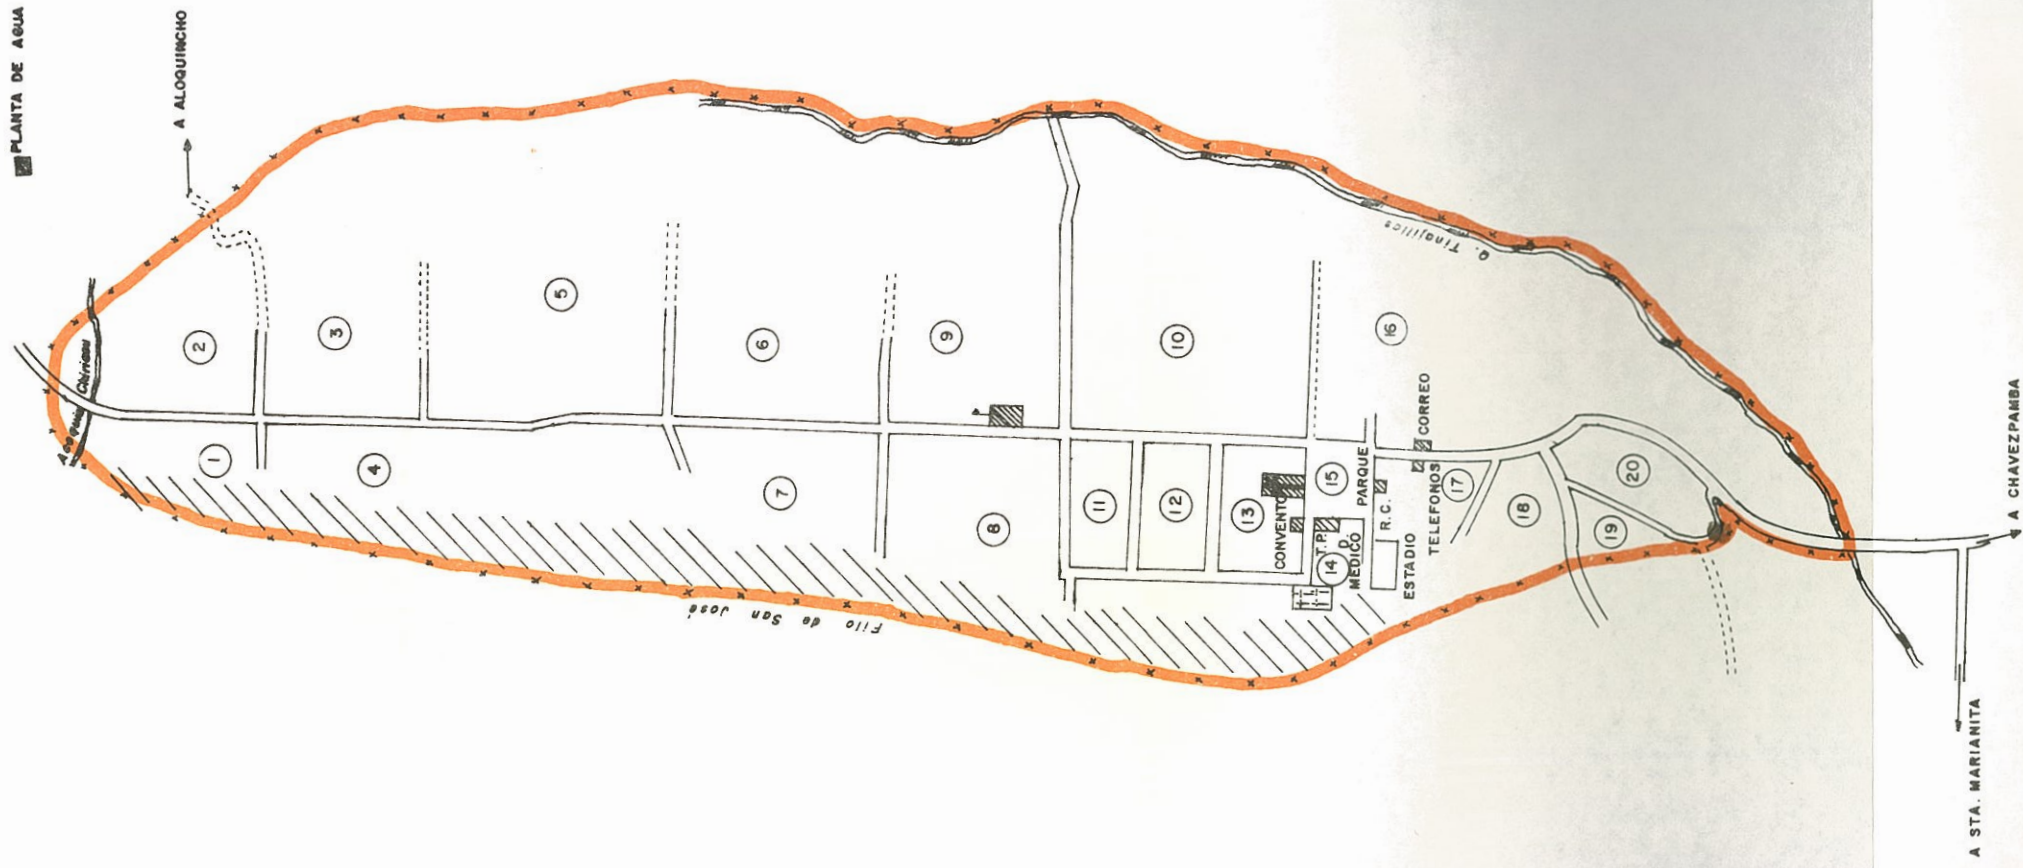 PLANTA DE AGUA
A ALOQUINCHO
Acequia Chirisacu
1
2
3
4
5
6
7
8
9
10
11
12
13
14
15
16
17
18
19
20
Filo de San José
Q. Tinajillas
CONVENTO
T.P.
D.
MEDICO
PARQUE
R.C.
ESTADIO
TELEFONOS
CORREO
A CHAVEZPAMBA
A STA. MARIANITA